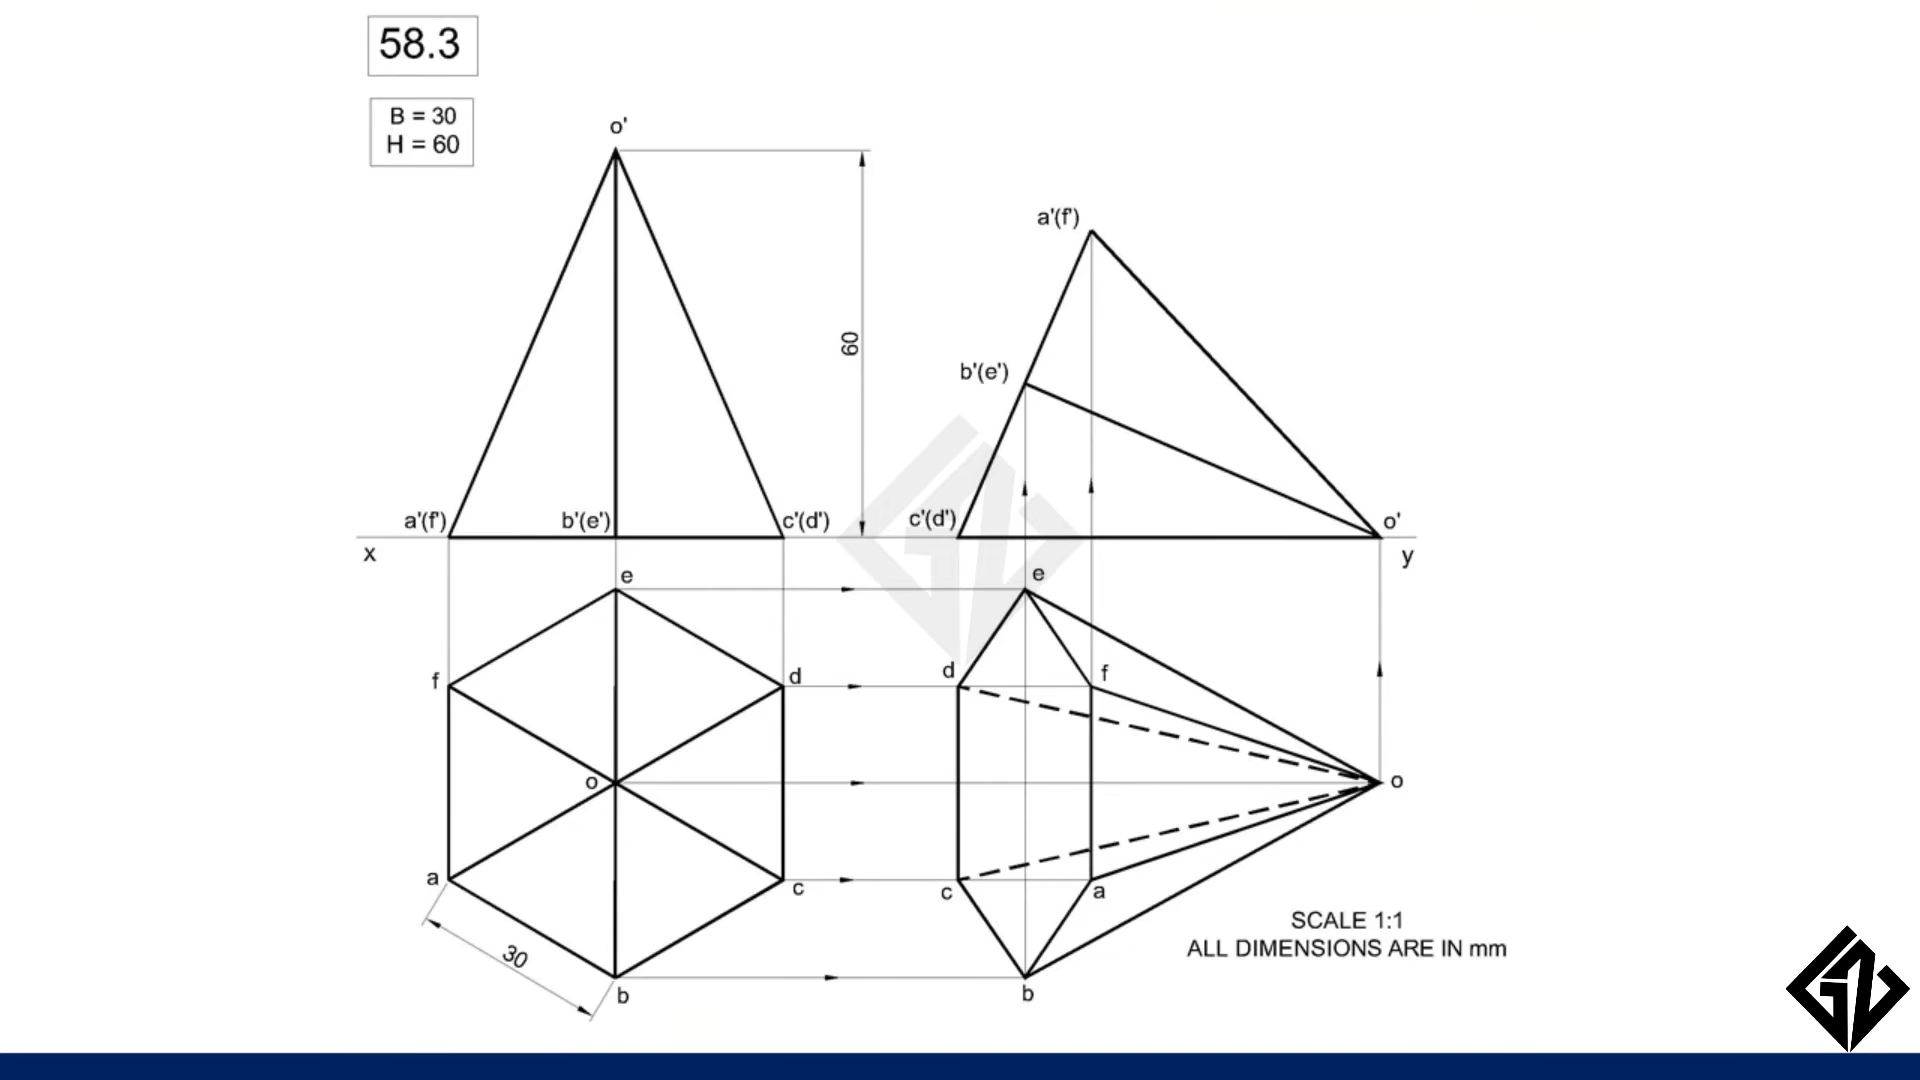 58.3
B = 30
H = 60
o'
a'(f')
60
b'(e')
a'(f')
b'(e')
c'(d')
c'(d')
o'
x
y
e
e
f
d
d
f
o
o
a
c
c
a
30
b
b
SCALE 1:1
ALL DIMENSIONS ARE IN mm